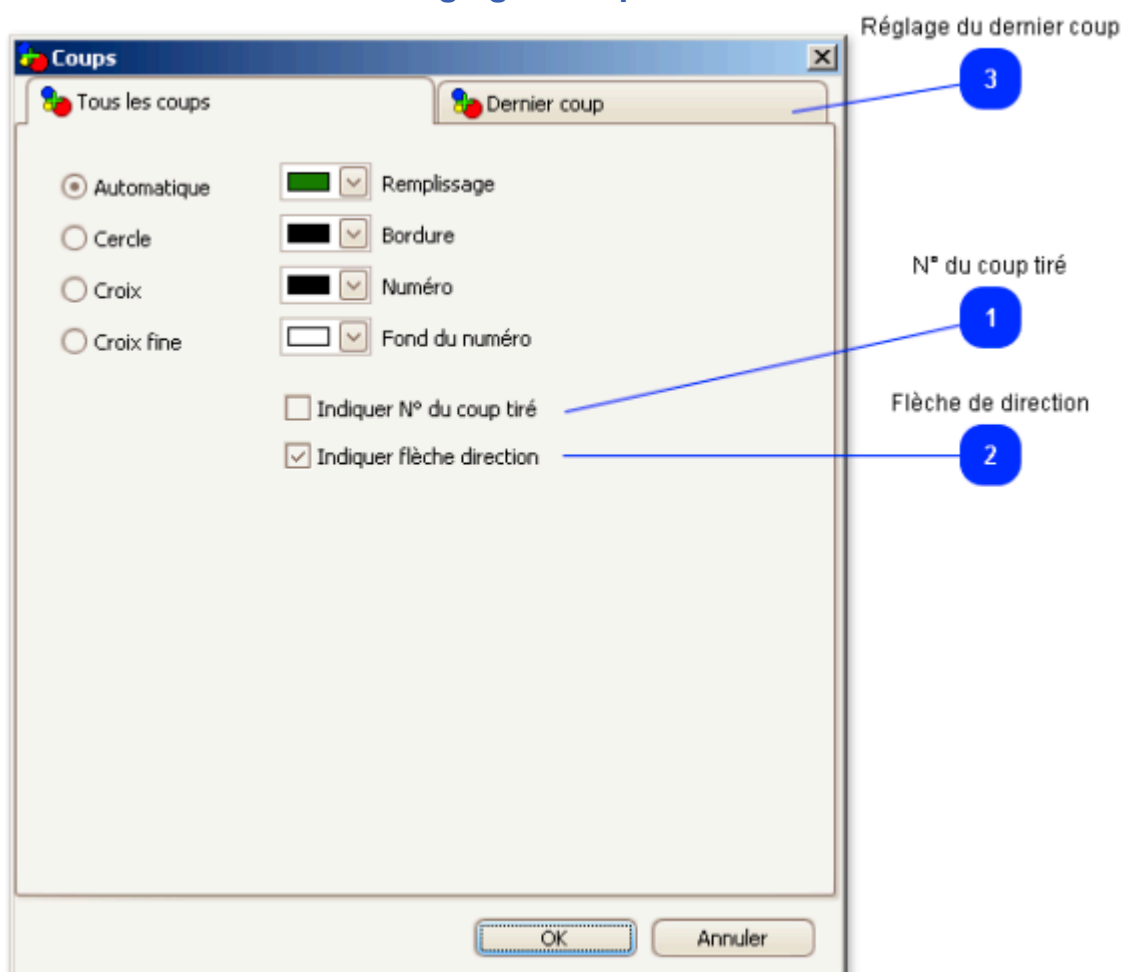 Réglage du dernier coup
3
Coups
Tous les coups
Dernier coup
Automatique
Remplissage
Cercle
Bordure
Croix
Numéro
Croix fine
Fond du numéro
Indiquer N° du coup tiré
Indiquer flèche direction
N° du coup tiré
1
Flèche de direction
2
OK
Annuler